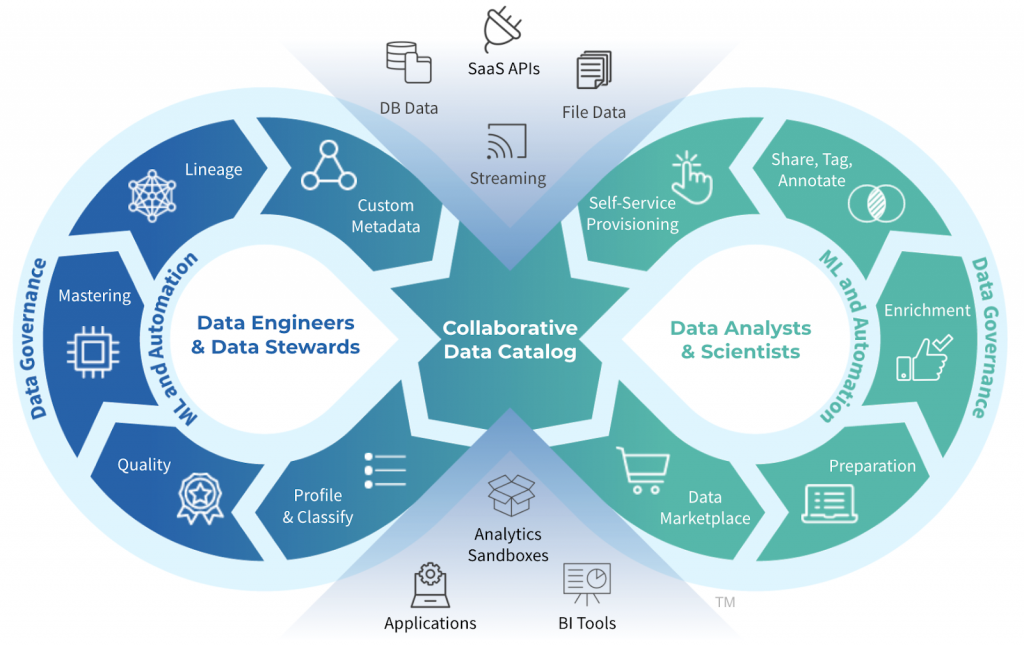 SaaS APIs
DB Data
File Data
Streaming
Lineage
Custom
Metadata
Self-Service
Provisioning
Share, Tag,
Annotate
Data Governance
ML and Automation
Mastering
Data Engineers
& Data Stewards
Collaborative
Data Catalog
Data Analysts
& Scientists
ML and Automation
Enrichment
Data Governance
Quality
Profile
& Classify
Analytics
Sandboxes
Data
Marketplace
Preparation
Applications
BI Tools
TM